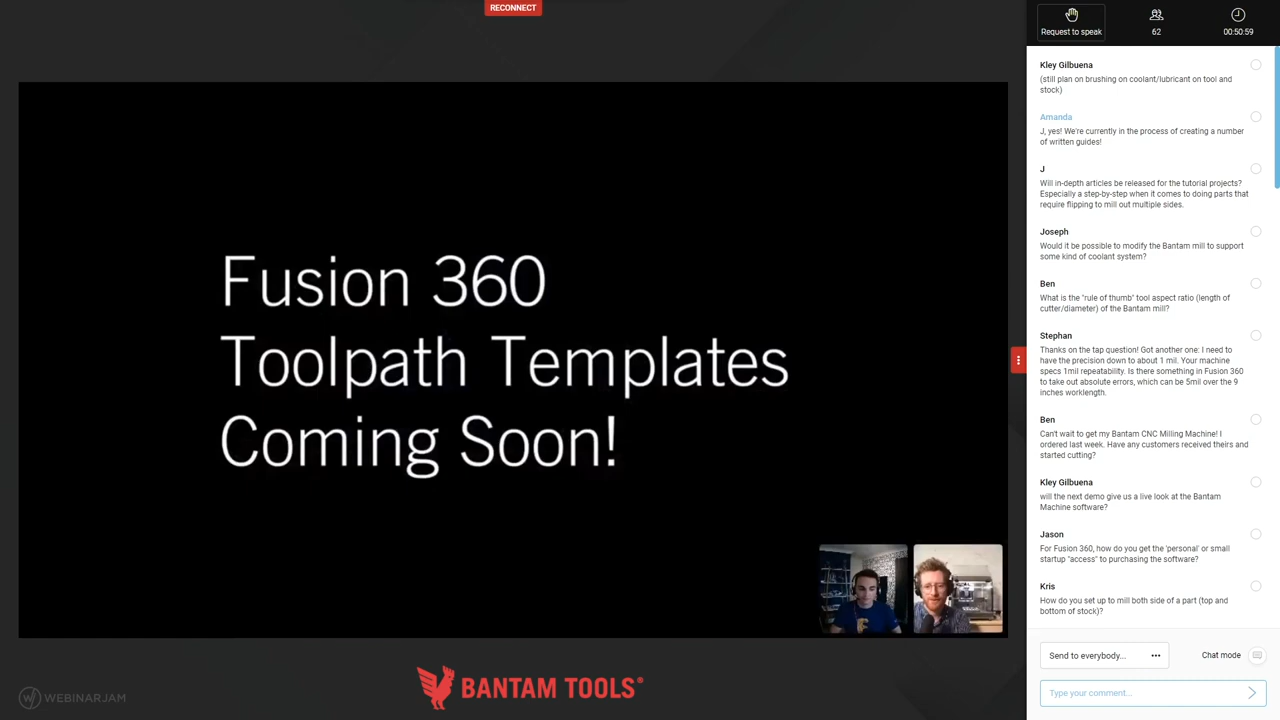 RECONNECT
Fusion 360
Toolpath Templates
Coming Soon!
WEBINARJAM
BANTAM TOOLS®
Request to speak
62
00:50:59
Kley Gilbuena
(still plan on brushing on coolant/lubricant on tool and
stock)
Amanda
J, yes! We're currently in the process of creating a number
of written guides!
J
Will in-depth articles be released for the tutorial projects?
Especially a step-by-step when it comes to doing parts that
require flipping to mill out multiple sides.
Joseph
Would it be possible to modify the Bantam mill to support
some kind of coolant system?
Ben
What is the "rule of thumb" tool aspect ratio (length of
cutter/diameter) of the Bantam mill?
Stephan
Thanks on the tap question! Got another one: I need to
have the precision down to about 1 mil. Your machine
specs 1mil repeatability. Is there something in Fusion 360
to take out absolute errors, which can be 5mil over the 9
inches worklength.
Ben
Can't wait to get my Bantam CNC Milling Machine! I
ordered last week. Have any customers received theirs and
started cutting?
Kley Gilbuena
will the next demo give us a live look at the Bantam
Machine software?
Jason
For Fusion 360, how do you get the 'personal' or small
startup "access" to purchasing the software?
Kris
How do you set up to mill both side of a part (top and
bottom of stock)?
Send to everybody...
Chat mode
Type your comment...